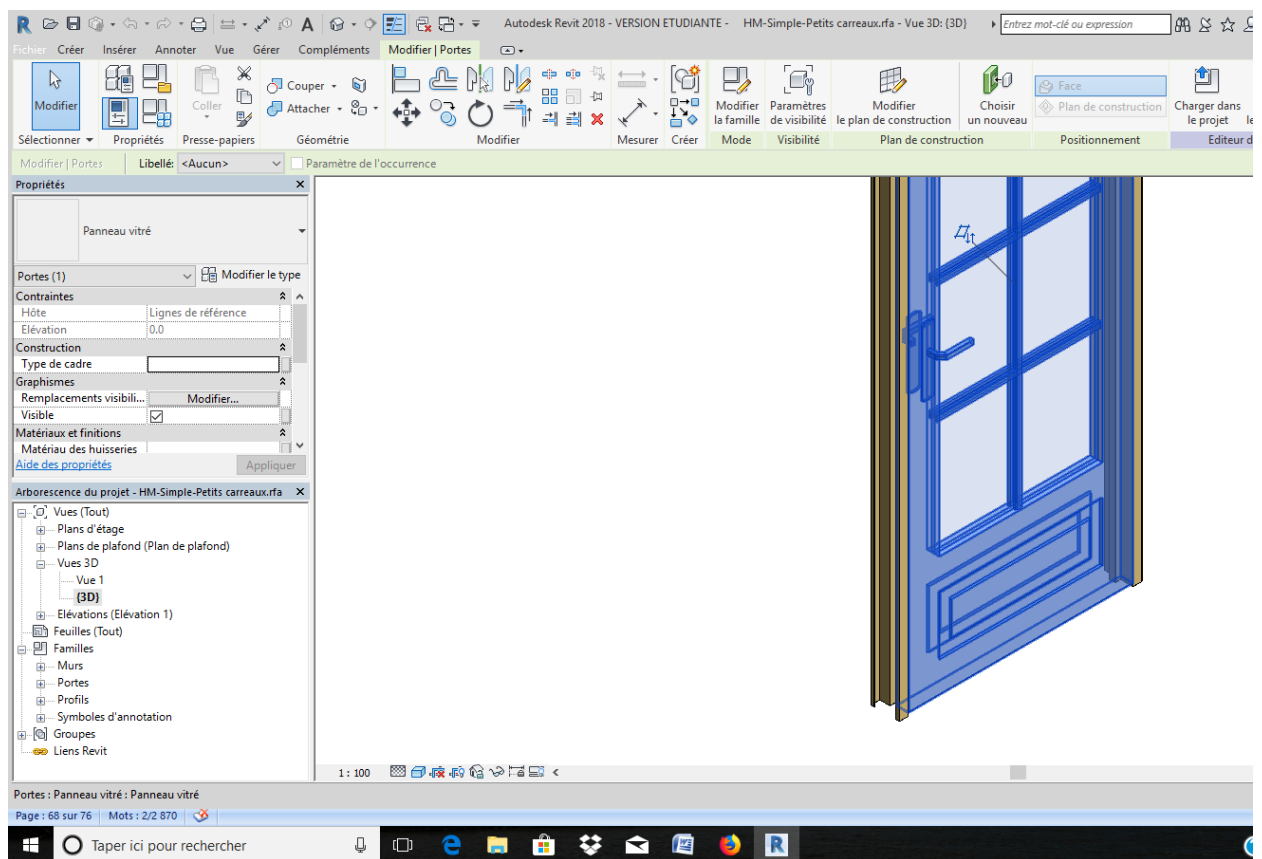 Autodesk Revit 2018 - VERSION ETUDIANTE - HM-Simple-Petits carreaux.rfa - Vue 3D: {3D}
Entrez mot-clé ou expression
Fichier Créer Insérer Annoter Vue Gérer Compléments Modifier | Portes
Modifier
Coller
Couper
Attacher
Modifier la famille
Paramètres de visibilité
Modifier le plan de construction
Choisir un nouveau
Face
Plan de construction
Charger dans le projet
Sélectionner Propriétés Presse-papiers Géométrie Modifier Mesurer Créer Mode Visibilité Plan de construction Positionnement Editeur d
Modifier | Portes Libellé: <Aucun> Paramètre de l'occurrence
Propriétés
Panneau vitré
Portes (1) Modifier le type
Contraintes
Hôte Lignes de référence
Elévation 0.0
Construction
Type de cadre
Graphismes
Remplacements visibili... Modifier...
Visible
Matériaux et finitions
Matériau des huisseries
Aide des propriétés Appliquer
Arborescence du projet - HM-Simple-Petits carreaux.rfa
Vues (Tout)
Plans d'étage
Plans de plafond (Plan de plafond)
Vues 3D
Vue 1
{3D}
Elévations (Elévation 1)
Feuilles (Tout)
Familles
Murs
Portes
Profils
Symboles d'annotation
Groupes
Liens Revit
1 : 100
Portes : Panneau vitré : Panneau vitré
Page : 68 sur 76 Mots : 2/2 870
Taper ici pour rechercher